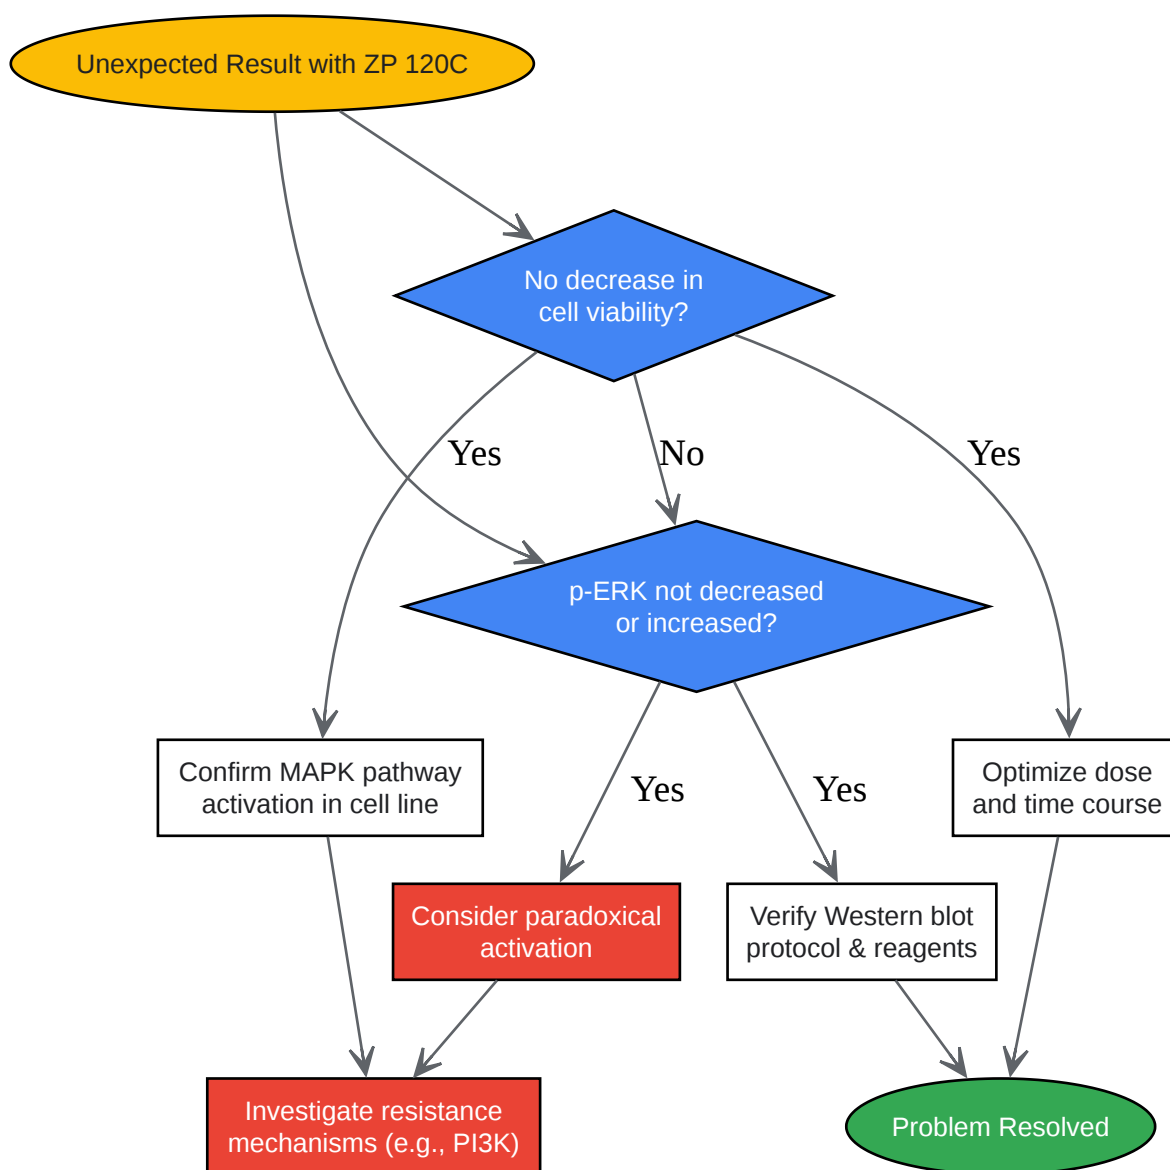 Unexpected Result with ZP 120C
No decrease in
cell viability?
Yes
No
Yes
p-ERK not decreased
or increased?
Confirm MAPK pathway
activation in cell line
Yes
Yes
Optimize dose
and time course
Consider paradoxical
activation
Verify Western blot
protocol & reagents
Investigate resistance
mechanisms (e.g., PI3K)
Problem Resolved